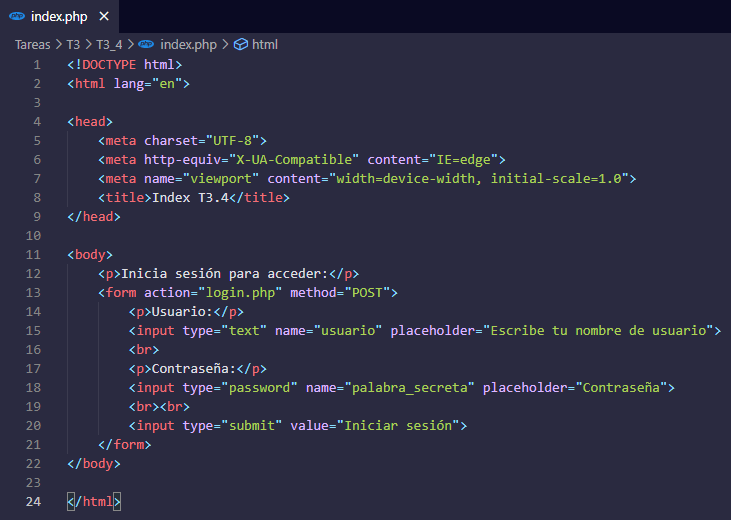 index.php ×
Tareas > T3 > T3_4 > index.php > html
1 <!DOCTYPE html>
2 <html lang="en">
3
4 <head>
5     <meta charset="UTF-8">
6     <meta http-equiv="X-UA-Compatible" content="IE=edge">
7     <meta name="viewport" content="width=device-width, initial-scale=1.0">
8     <title>Index T3.4</title>
9 </head>
10
11 <body>
12     <p>Inicia sesión para acceder:</p>
13     <form action="login.php" method="POST">
14         <p>Usuario:</p>
15         <input type="text" name="usuario" placeholder="Escribe tu nombre de usuario">
16         <br>
17         <p>Contraseña:</p>
18         <input type="password" name="palabra_secreta" placeholder="Contraseña">
19         <br><br>
20         <input type="submit" value="Iniciar sesión">
21     </form>
22 </body>
23
24 </html>